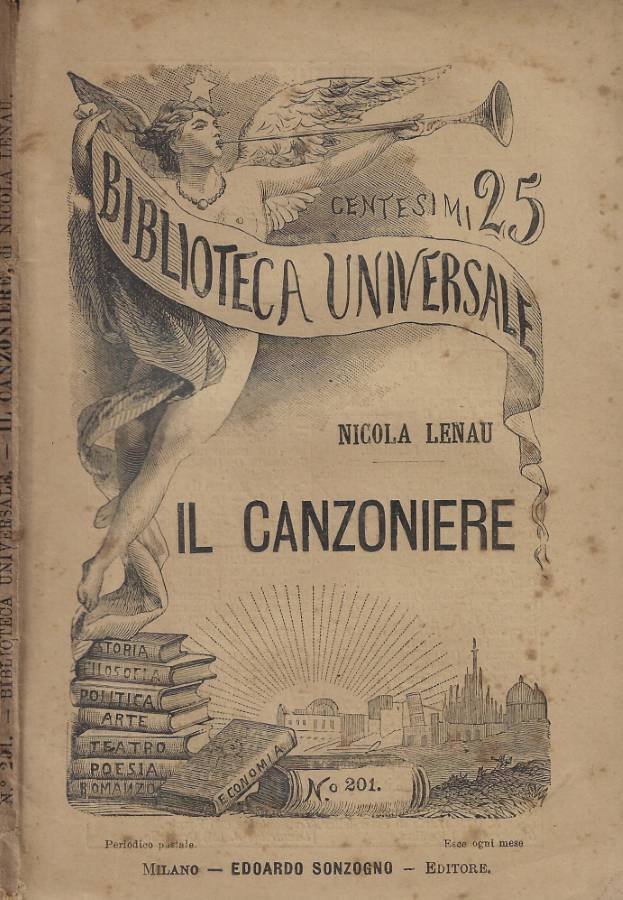 CENTESIMI 25
BIBLIOTECA UNIVERSALE
NICOLA LENAU
IL CANZONIERE
STORIA
FILOSOFIA
POLITICA
ARTE
TEATRO
POESIA
ROMANZO
ECONOMIA
No 201.
Periodico postale. Esce ogni mese
MILANO — EDOARDO SONZOGNO — EDITORE.
N.° 201. — BIBLIOTECA UNIVERSALE. — IL CANZONIERE, di NICOLA LENAU.